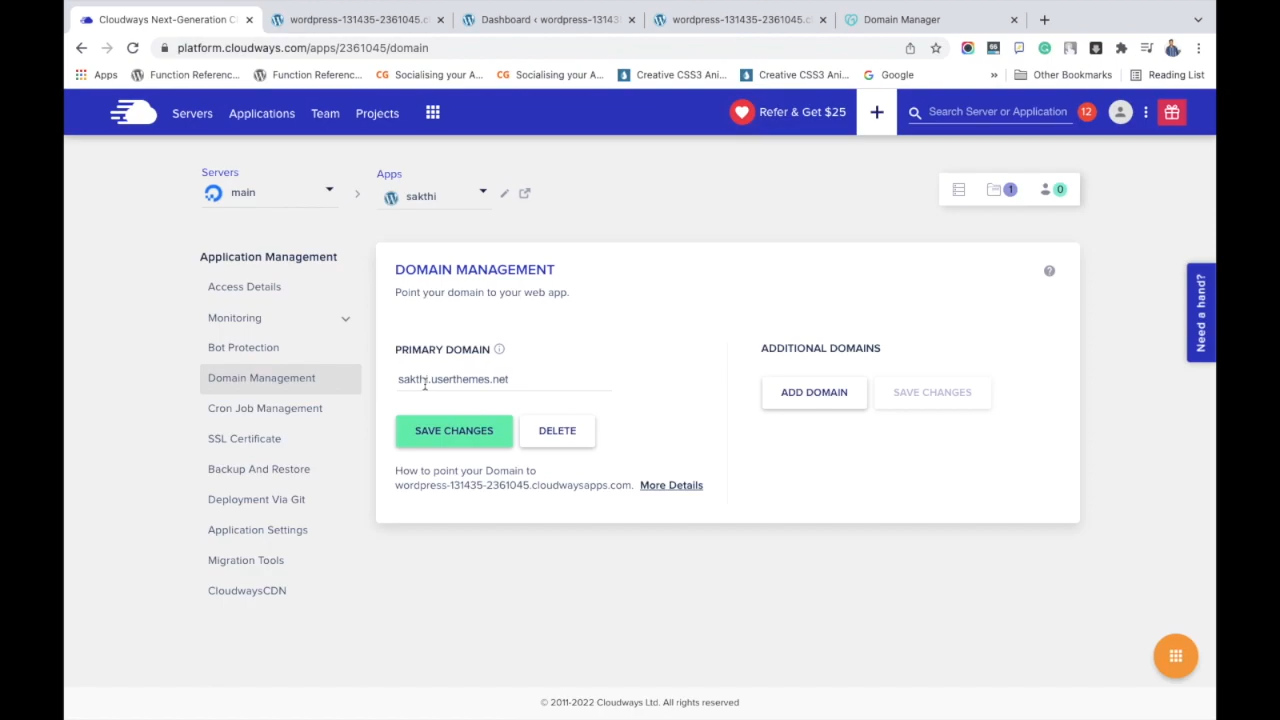 Cloudways Next-Generation C
wordpress-131435-2361045.c
Dashboard ‹ wordpress-1314
wordpress-131435-2361045.c
Domain Manager
platform.cloudways.com/apps/2361045/domain
Apps
Function Referenc...
Function Referenc...
CG Socialising your A...
CG Socialising your A...
Creative CSS3 Ani...
Creative CSS3 Ani...
Google
»
Other Bookmarks
Reading List
Servers
Applications
Team
Projects
Refer & Get $25
Search Server or Application
12
Servers
main
Apps
sakthi
1
0
Application Management
Access Details
Monitoring
Bot Protection
Domain Management
Cron Job Management
SSL Certificate
Backup And Restore
Deployment Via Git
Application Settings
Migration Tools
CloudwaysCDN
DOMAIN MANAGEMENT
Point your domain to your web app.
PRIMARY DOMAIN
sakthi.userthemes.net
SAVE CHANGES
DELETE
How to point your Domain to
wordpress-131435-2361045.cloudwaysapps.com. More Details
ADDITIONAL DOMAINS
ADD DOMAIN
SAVE CHANGES
Need a hand?
© 2011-2022 Cloudways Ltd. All rights reserved